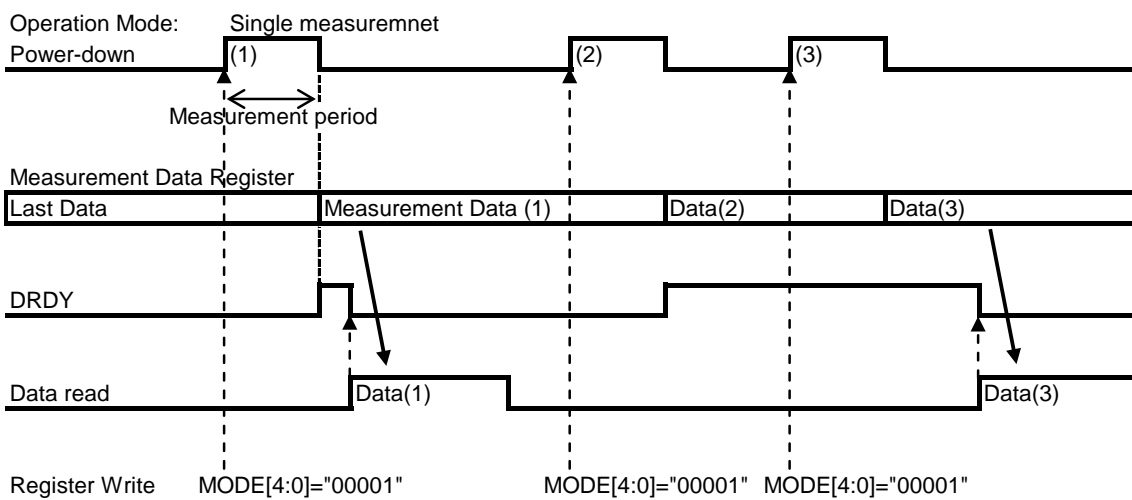 Operation Mode: Single measuremnet
Power-down (1) (2) (3)
Measurement period
Measurement Data Register
Last Data Measurement Data (1) Data(2) Data(3)
DRDY
Data read Data(1) Data(3)
Register Write MODE[4:0]="00001" MODE[4:0]="00001" MODE[4:0]="00001"